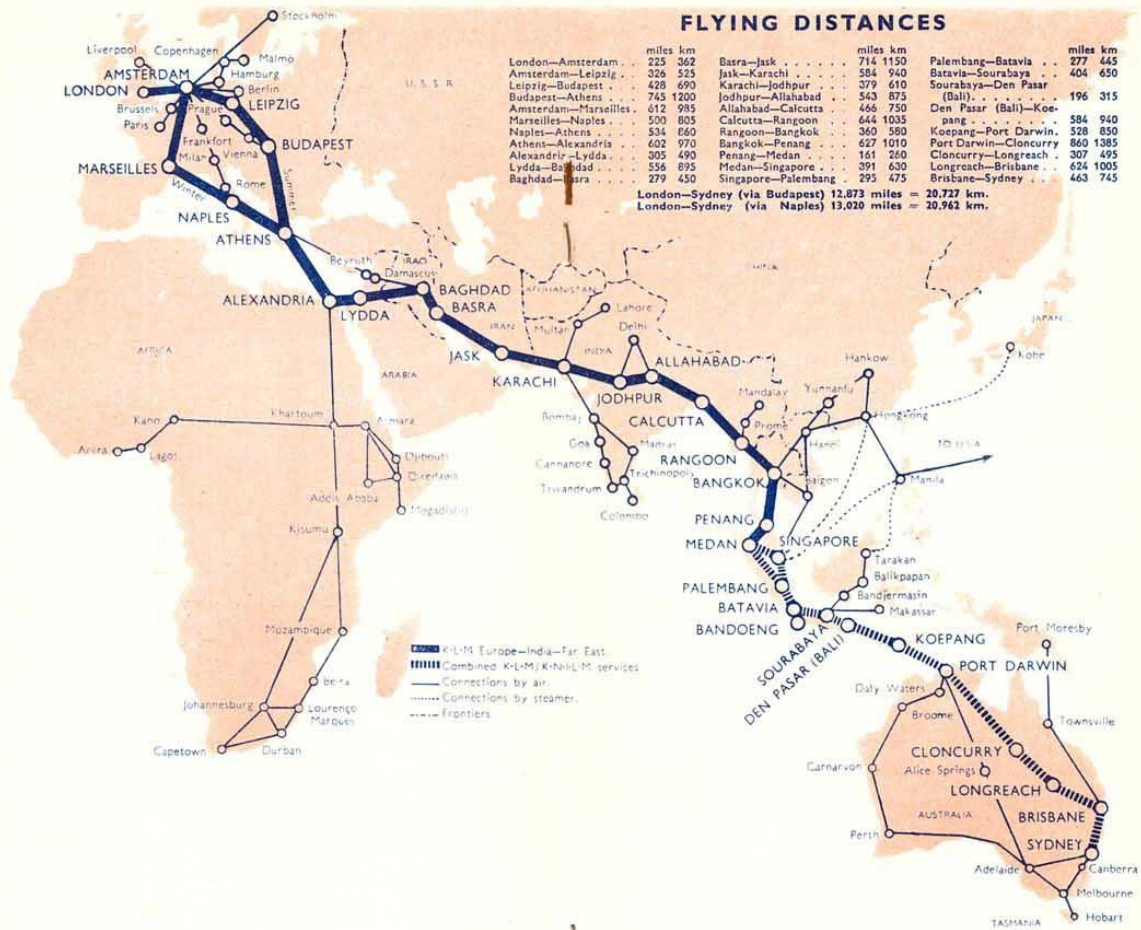 FLYING DISTANCES
miles km
London—Amsterdam . 225 362
Amsterdam—Leipzig . 326 525
Leipzig—Budapest . 428 690
Budapest—Athens . 745 1200
Amsterdam—Marseilles . 612 985
Marseilles—Naples . . 500 805
Naples—Athens . . . 534 860
Athens—Alexandria . . 602 970
Alexandria—Lydda . . 305 490
Lydda—Baghdad . . 556 895
Baghdad—Basra . . 279 450
miles km
Basra—Jask . . . . 714 1150
Jask—Karachi . . . 584 940
Karachi—Jodhpur . . 379 610
Jodhpur—Allahabad . 543 875
Allahabad—Calcutta . 466 750
Calcutta—Rangoon . 644 1035
Rangoon—Bangkok . . 360 580
Bangkok—Penang . . 627 1010
Penang—Medan . . . 161 260
Medan—Singapore . . 391 630
Singapore—Palembang . 295 475
miles km
Palembang—Batavia . 277 445
Batavia—Sourabaya . . 404 650
Sourabaya—Den Pasar
(Bali). . . . . . . . 196 315
Den Pasar (Bali)—Koe-
pang . . . . . . . . 584 940
Koepang—Port Darwin. 528 850
Port Darwin—Cloncurry 860 1385
Cloncurry—Longreach . 307 495
Longreach—Brisbane . . 624 1005
Brisbane—Sydney . . . 463 745
London—Sydney (via Budapest) 12,873 miles = 20,727 km.
London—Sydney (via Naples) 13,020 miles = 20,962 km.
Stockholm
Liverpool
Copenhagen
Malmö
AMSTERDAM
Hamburg
LONDON
Berlin
Brussels
Prague
LEIPZIG
Paris
Frankfort
Vienna
BUDAPEST
Milan
MARSEILLES
Winter
Rome
Summer
NAPLES
ATHENS
U.S.S.R.
Beyruth
IRAQ
Damascus
BAGHDAD
ALEXANDRIA
LYDDA
BASRA
AFGHANISTAN
CHINA
IRAN
Lahore
Multan
Delhi
JAPAN
Kobe
JASK
INDIA
ALLAHABAD
Hankow
AFRICA
ARABIA
KARACHI
JODHPUR
Mandalay
Yunnanfu
CALCUTTA
Prome
Hongkong
Kano
Khartoum
Asmara
Bombay
Hanoi
Accra
Lagos
Goa
Madras
RANGOON
TO U.S.A.
Djibouti
Cannanore
Trichinopoly
BANGKOK
Saigon
Manila
Diredawa
Addis Ababa
Trivandrum
Colombo
Mogadiscio
Kisumu
PENANG
MEDAN
SINGAPORE
Tarakan
PALEMBANG
Balikpapan
Bandjermasin
BATAVIA
Makassar
BANDOENG
SOURABAYA
DEN PASAR (BALI)
KOEPANG
Port Moresby
Mozambique
K·L·M Europe—India—Far East
Combined K·L·M/K·N·I·L·M services
Connections by air.
Connections by steamer.
Frontiers
PORT DARWIN
Beira
Daly Waters
Johannesburg
Lourenço
Marques
Broome
Townsville
Capetown
Durban
CLONCURRY
Carnarvon
Alice Springs
LONGREACH
AUSTRALIA
BRISBANE
Perth
SYDNEY
Adelaide
Canberra
Melbourne
Hobart
TASMANIA